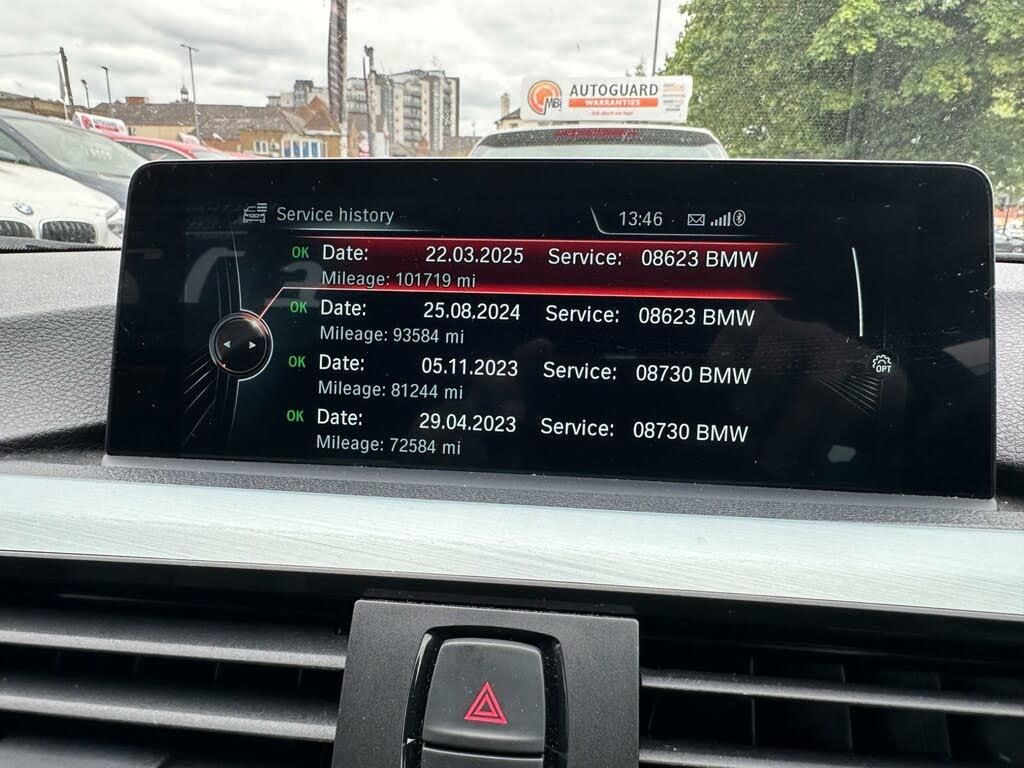 MB
AUTOGUARD
WARRANTIES
Service history
13:46
OK Date: 22.03.2025 Service: 08623 BMW
Mileage: 101719 mi
OK Date: 25.08.2024 Service: 08623 BMW
Mileage: 93584 mi
OK Date: 05.11.2023 Service: 08730 BMW
Mileage: 81244 mi
OK Date: 29.04.2023 Service: 08730 BMW
Mileage: 72584 mi
OPT